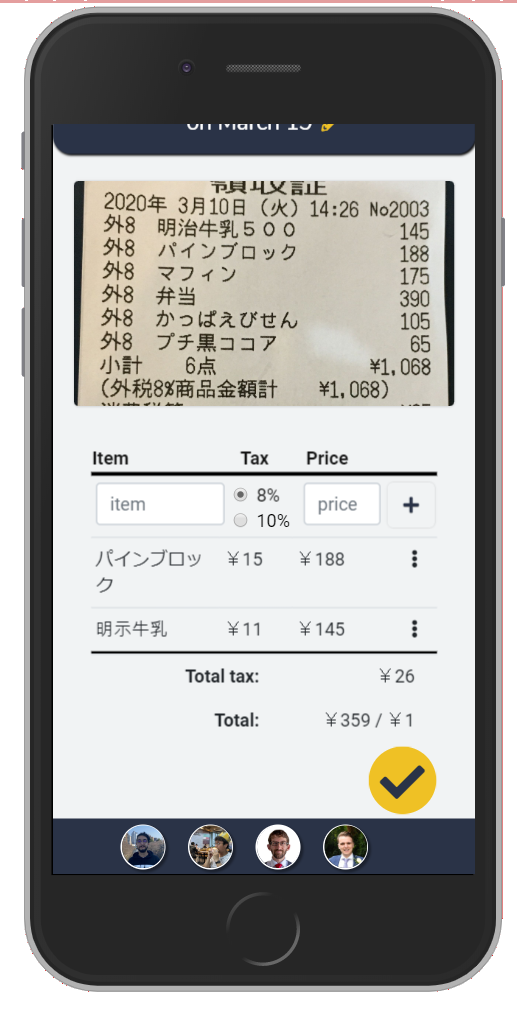 on March 15
領収証
2020年 3月10日（火）14:26 No2003
外8 明治牛乳５００ 145
外8 パインブロック 188
外8 マフィン 175
外8 弁当 390
外8 かっぱえびせん 105
外8 プチ黒ココア 65
小計 6点 ¥1,068
(外税8%商品金額計 ¥1,068)
Item Tax Price
item 8% price +
10%
パインブロッ ￥15 ￥188
ク
明示牛乳 ￥11 ￥145
Total tax: ￥26
Total: ￥359 / ￥1